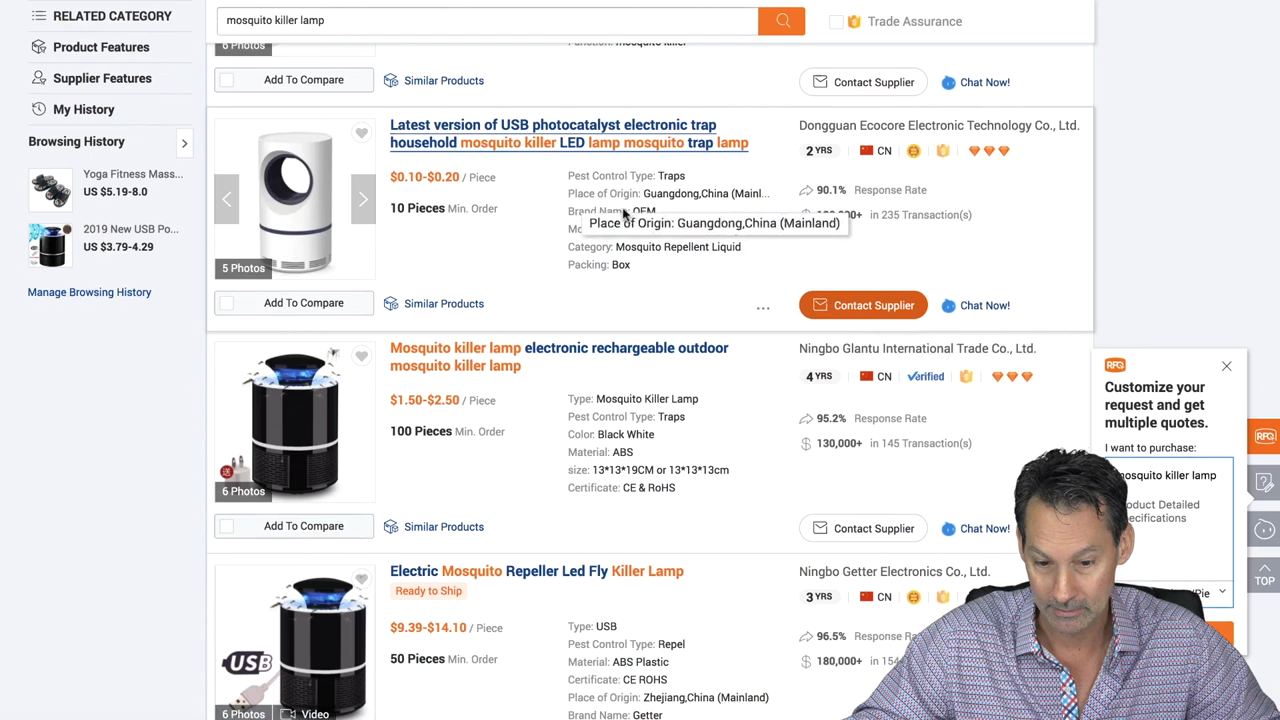 RELATED CATEGORY
Product Features
Supplier Features
My History
Browsing History
Yoga Fitness Mass...
US $5.19-8.0
2019 New USB Po...
US $3.79-4.29
Manage Browsing History
mosquito killer lamp
Trade Assurance
6 Photos
Add To Compare
Similar Products
Contact Supplier
Chat Now!
Latest version of USB photocatalyst electronic trap
household mosquito killer LED lamp mosquito trap lamp
$0.10-$0.20 / Piece
10 Pieces Min. Order
Pest Control Type: Traps
Place of Origin: Guangdong,China (Mainl...
Brand Name: OEM
Place of Origin: Guangdong,China (Mainland)
Category: Mosquito Repellent Liquid
Packing: Box
5 Photos
Dongguan Ecocore Electronic Technology Co., Ltd.
2 YRS
CN
90.1% Response Rate
in 235 Transaction(s)
Add To Compare
Similar Products
...
Contact Supplier
Chat Now!
Mosquito killer lamp electronic rechargeable outdoor
mosquito killer lamp
$1.50-$2.50 / Piece
100 Pieces Min. Order
Type: Mosquito Killer Lamp
Pest Control Type: Traps
Color: Black White
Material: ABS
size: 13*13*19CM or 13*13*13cm
Certificate: CE & RoHS
送
6 Photos
Ningbo Glantu International Trade Co., Ltd.
4 YRS
CN
Verified
95.2% Response Rate
130,000+ in 145 Transaction(s)
Add To Compare
Similar Products
Contact Supplier
Chat Now!
Electric Mosquito Repeller Led Fly Killer Lamp
Ready to Ship
$9.39-$14.10 / Piece
50 Pieces Min. Order
Type: USB
Pest Control Type: Repel
Material: ABS Plastic
Certificate: CE ROHS
Place of Origin: Zhejiang,China (Mainland)
Brand Name: Getter
USB
6 Photos
Video
Ningbo Getter Electronics Co., Ltd.
3 YRS
CN
96.5% Response
180,000+ in
RFQ
Customize your
request and get
multiple quotes.
I want to purchase:
mosquito killer lamp
RFQ
TOP